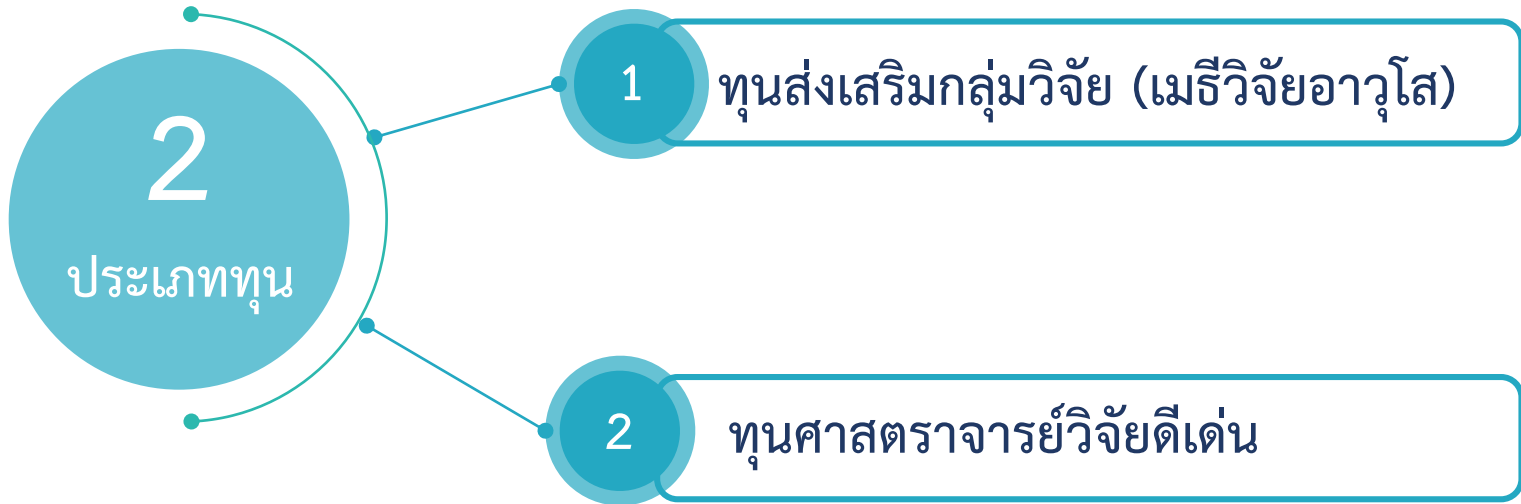 2
ประเภททุน
1
ทุนส่งเสริมกลุ่มวิจัย (เมธีวิจัยอาวุโส)
2
ทุนศาสตราจารย์วิจัยดีเด่น